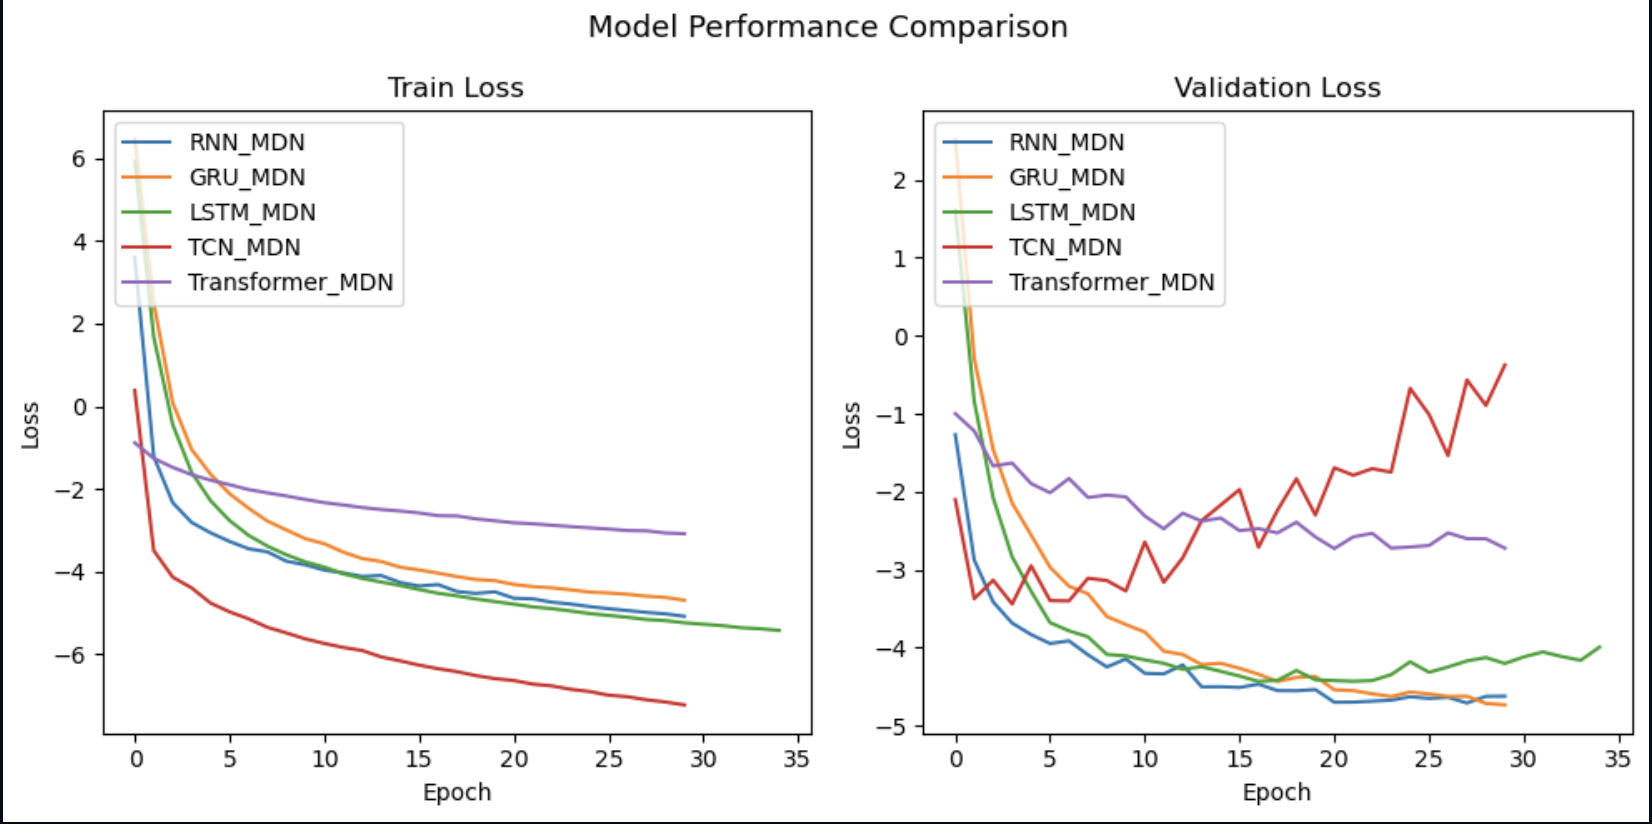 Model Performance Comparison
Train Loss
RNN_MDN
GRU_MDN
LSTM_MDN
TCN_MDN
Transformer_MDN
6
4
2
0
−2
−4
−6
Loss
0 5 10 15 20 25 30 35
Epoch
Validation Loss
RNN_MDN
GRU_MDN
LSTM_MDN
TCN_MDN
Transformer_MDN
2
1
0
−1
−2
−3
−4
−5
Loss
0 5 10 15 20 25 30 35
Epoch